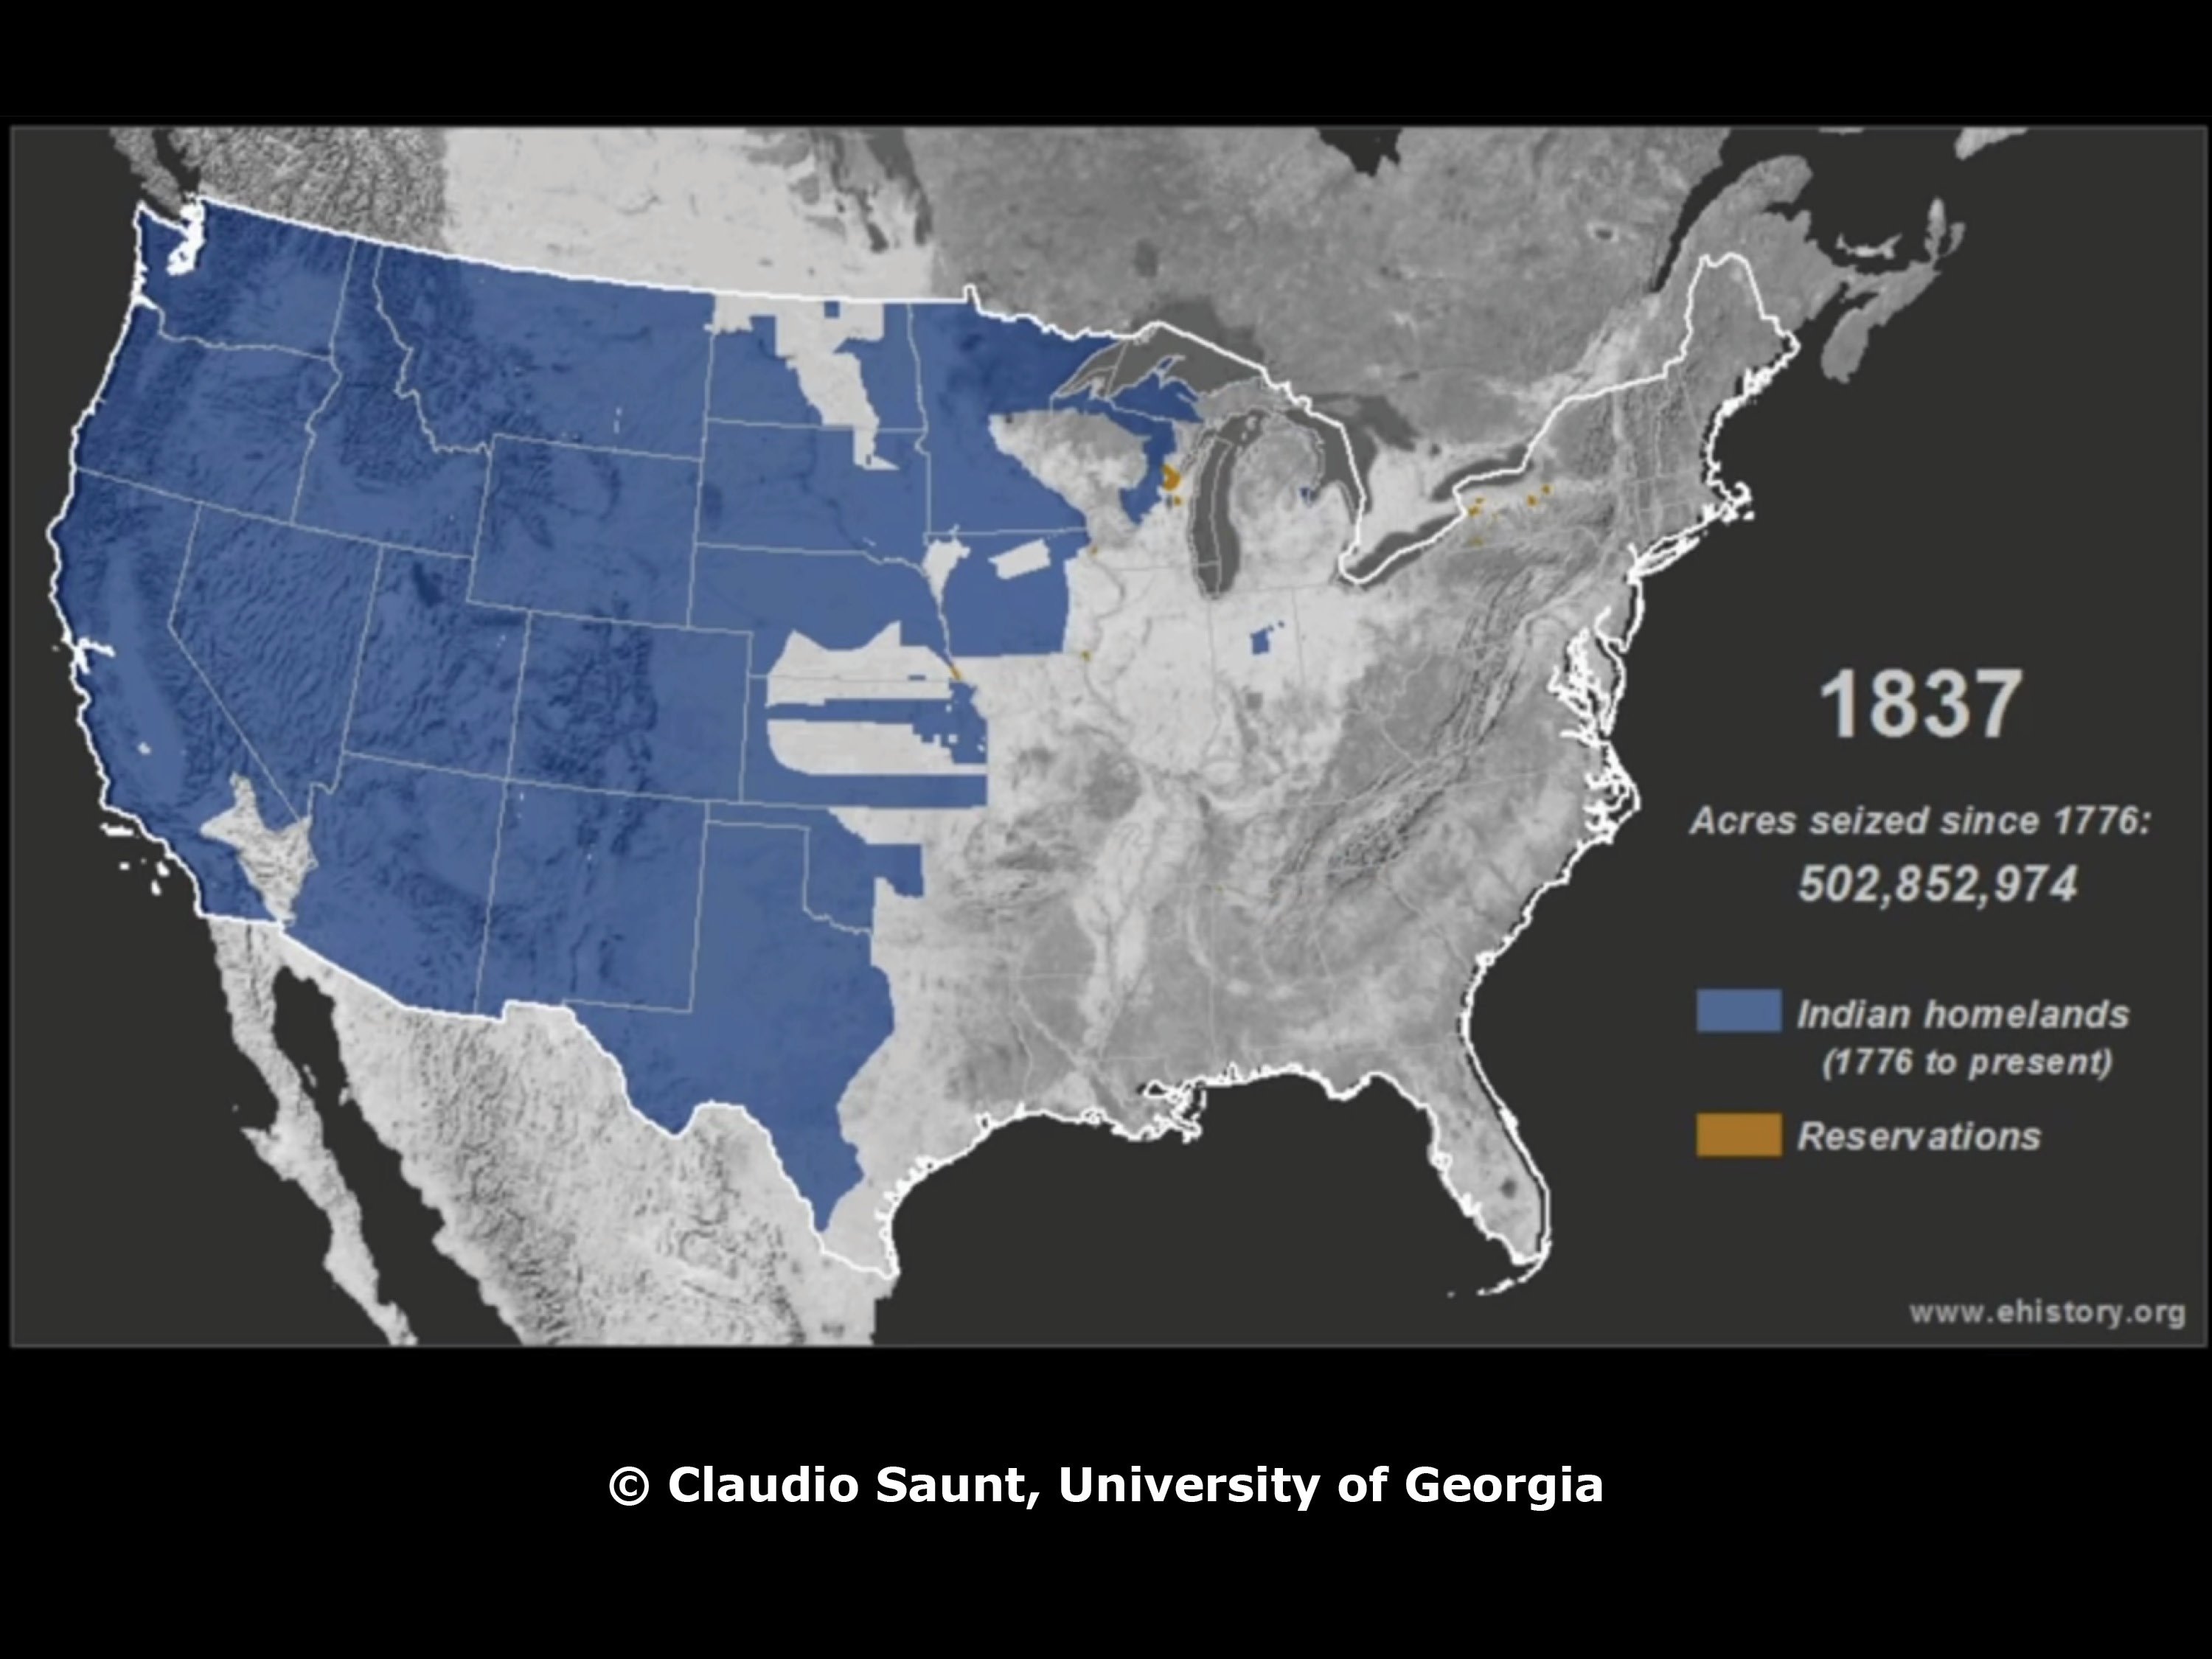 1837
Acres seized since 1776:
502,852,974
Indian homelands
(1776 to present)
Reservations
www.ehistory.org
© Claudio Saunt, University of Georgia